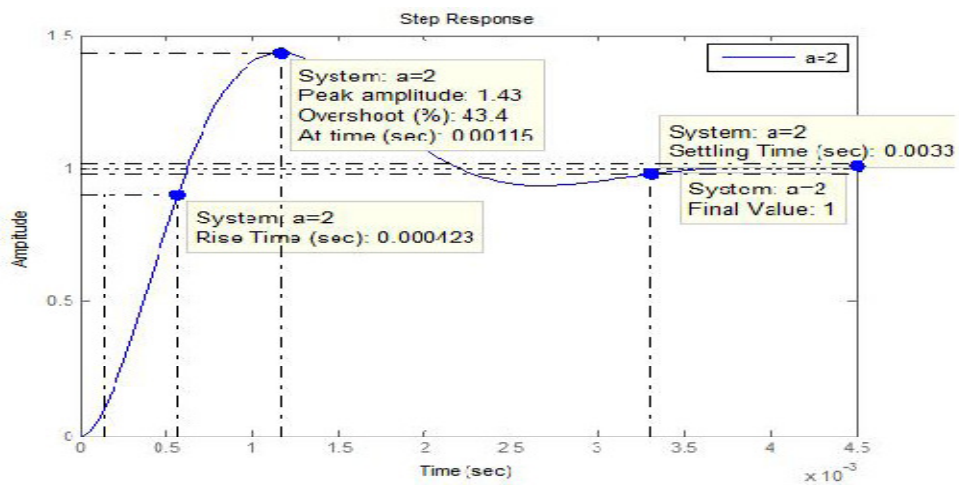 Step Response
1.5
a=2
System: a=2
Peak amplitude: 1.43
Overshoot (%): 43.4
At time (sec): 0.00115
System: a=2
Settling Time (sec): 0.0033
1
System: a=2
Final Value: 1
System: a=2
Rise Time (sec): 0.000423
Amplitude
0.5
0
0
0.5
1
1.5
2
2.5
3
3.5
4
4.5
Time (sec)
x 10⁻³